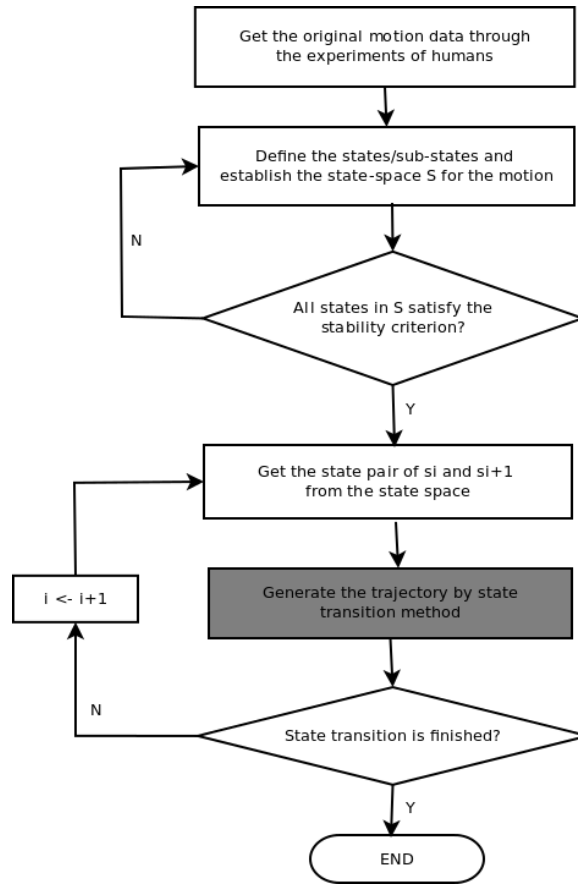 Get the original motion data through
the experiments of humans
Define the states/sub-states and
establish the state-space S for the motion
N
All states in S satisfy the
stability criterion?
Y
Get the state pair of si and si+1
from the state space
Generate the trajectory by state
transition method
i <- i+1
N
State transition is finished?
Y
END